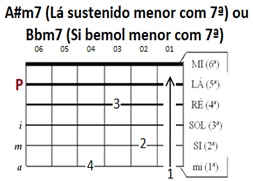 A#m7 (Lá sustenido menor com 7ª) ou
Bbm7 (Si bemol menor com 7ª)
06 05 04 03 02 01
MI (6ª)
P LÁ (5ª)
3 RÉ (4ª)
i SOL (3ª)
m 2 SI (2ª)
a 4 1 mi (1ª)